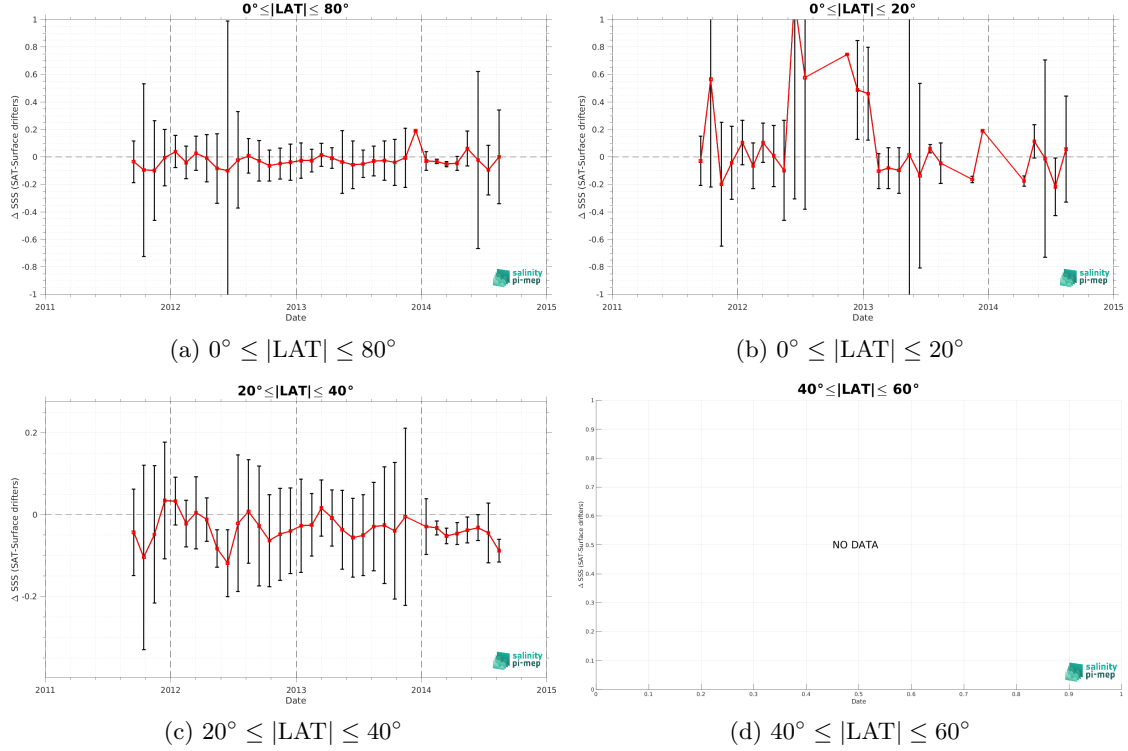 0°≤|LAT|≤ 80°
Δ SSS (SAT-Surface drifters)
1
0.8
0.6
0.4
0.2
0
-0.2
-0.4
-0.6
-0.8
-1
2011
2012
2013
2014
2015
Date
salinity
pi-mep
(a) 0° ≤ |LAT| ≤ 80°
0°≤|LAT|≤ 20°
Δ SSS (SAT-Surface drifters)
1
0.8
0.6
0.4
0.2
0
-0.2
-0.4
-0.6
-0.8
-1
2011
2012
2013
2014
2015
Date
salinity
pi-mep
(b) 0° ≤ |LAT| ≤ 20°
20°≤|LAT|≤ 40°
Δ SSS (SAT-Surface drifters)
0.2
0
-0.2
2011
2012
2013
2014
2015
Date
salinity
pi-mep
(c) 20° ≤ |LAT| ≤ 40°
40°≤|LAT|≤ 60°
Δ SSS (SAT-Surface drifters)
1
0.9
0.8
0.7
0.6
0.5
0.4
0.3
0.2
0.1
0
NO DATA
0
0.1
0.2
0.3
0.4
0.5
0.6
0.7
0.8
0.9
1
Date
salinity
pi-mep
(d) 40° ≤ |LAT| ≤ 60°